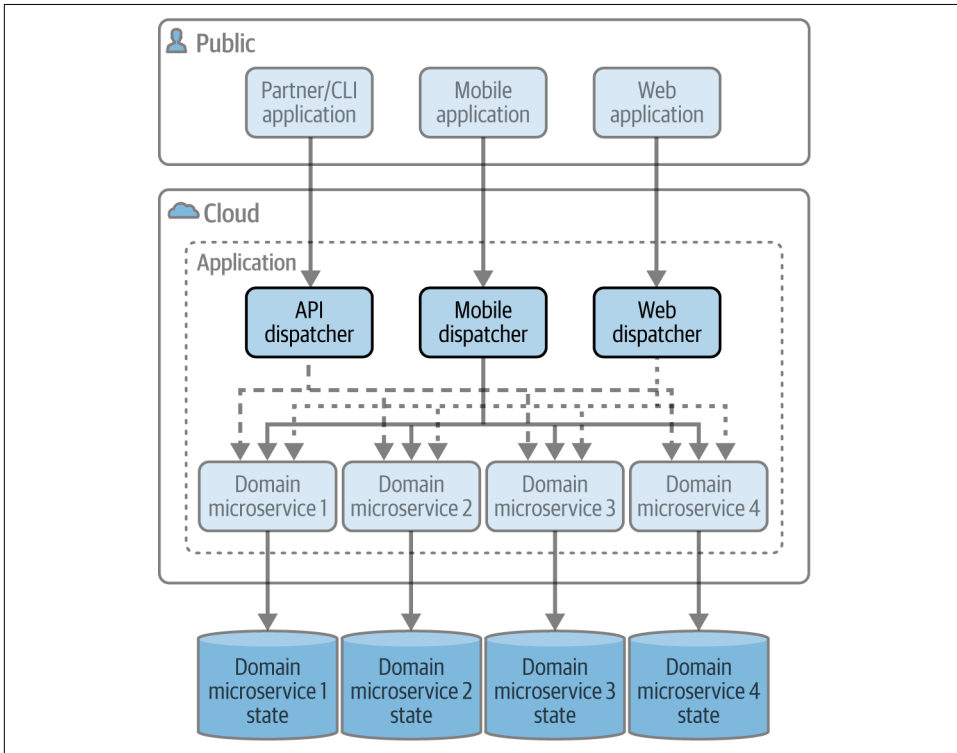 Public
Partner/CLI
application
Mobile
application
Web
application
Cloud
Application
API
dispatcher
Mobile
dispatcher
Web
dispatcher
Domain
microservice 1
Domain
microservice 2
Domain
microservice 3
Domain
microservice 4
Domain
microservice 1
state
Domain
microservice 2
state
Domain
microservice 3
state
Domain
microservice 4
state